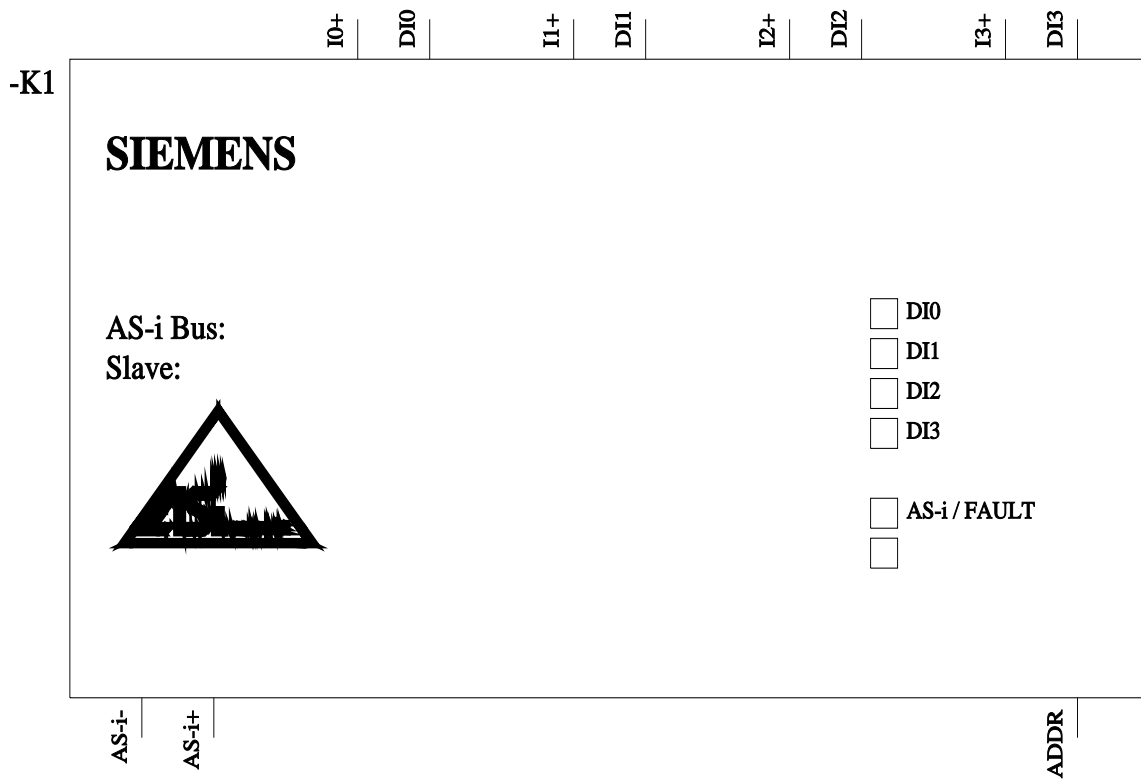 I0+ DI0 I1+ DI1 I2+ DI2 I3+ DI3
-K1
SIEMENS
DI0
AS-i Bus:
DI1
Slave:
DI2
DI3
AS-i / FAULT
AS-i- AS-i+ ADDR